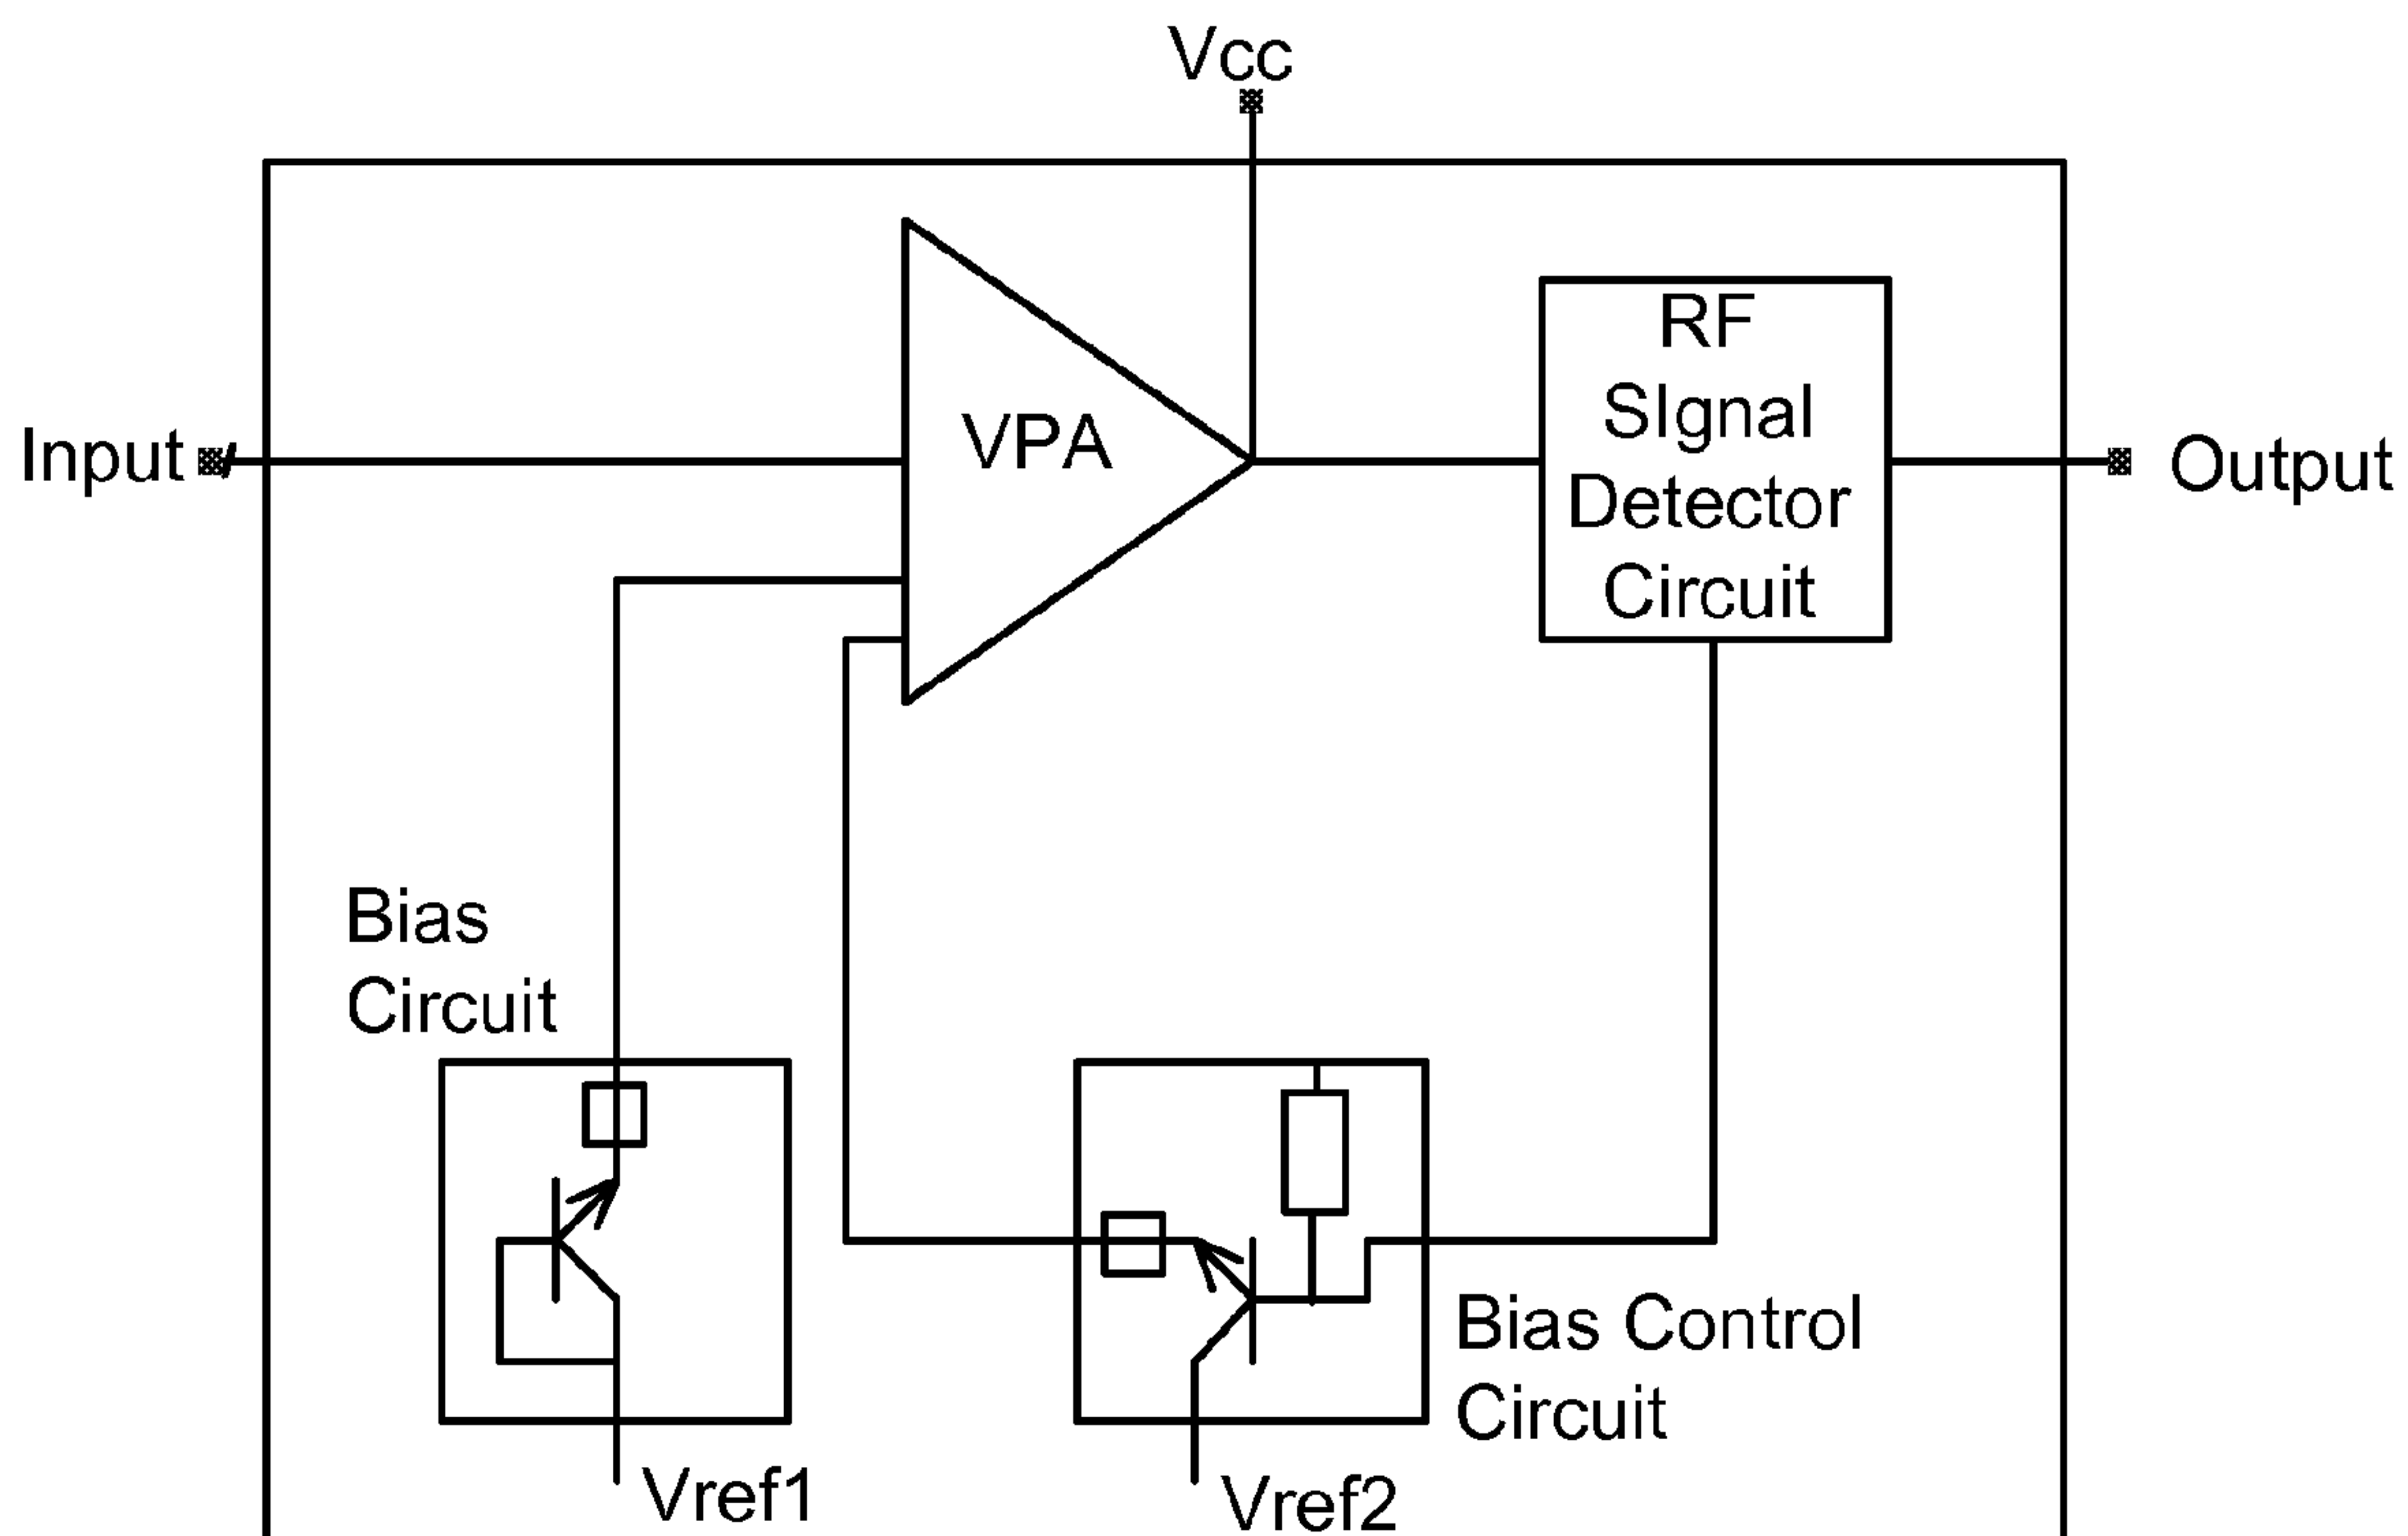 Vcc
Input
VPA
RF
SIgnal
Detector
Circuit
Output
Bias
Circuit
Bias Control
Circuit
Vref1
Vref2